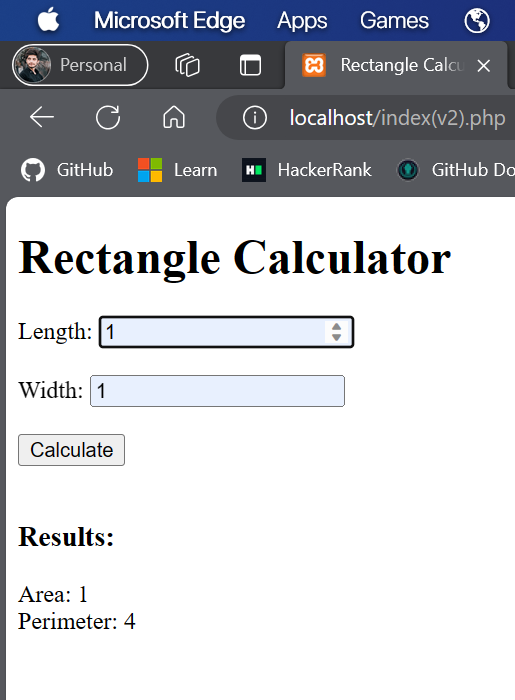 Microsoft Edge Apps Games
Personal Rectangle Calcu
localhost/index(v2).php
GitHub Learn H HackerRank GitHub Do
Rectangle Calculator
Length: 1
Width: 1
Calculate
Results:
Area: 1
Perimeter: 4